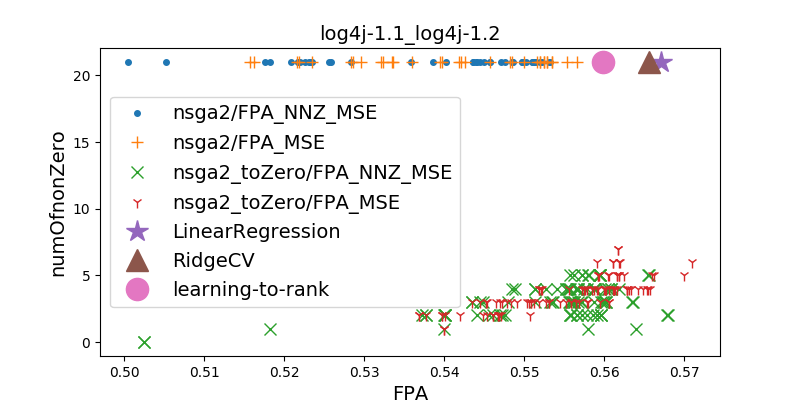 log4j-1.1_log4j-1.2
numOfnonZero
20
15
10
5
0
nsga2/FPA_NNZ_MSE
nsga2/FPA_MSE
nsga2_toZero/FPA_NNZ_MSE
nsga2_toZero/FPA_MSE
LinearRegression
RidgeCV
learning-to-rank
0.50 0.51 0.52 0.53 0.54 0.55 0.56 0.57
FPA